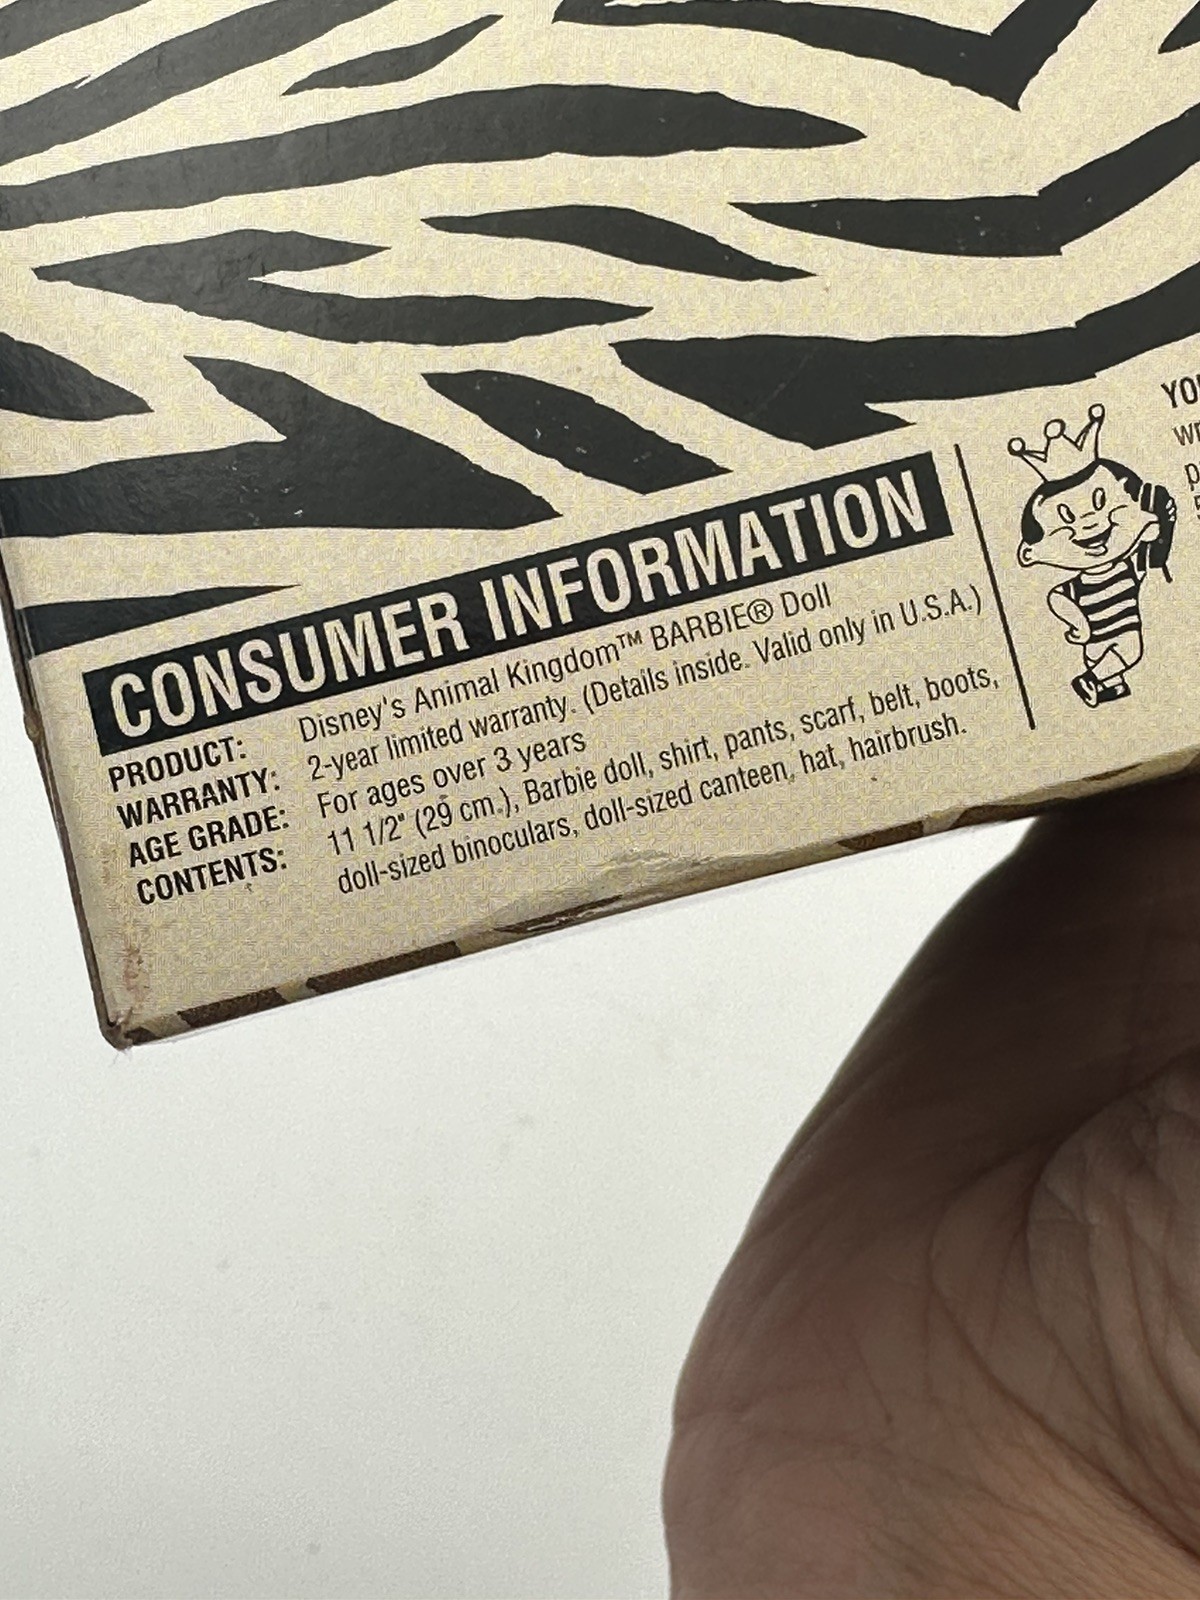 CONSUMER INFORMATION
PRODUCT: Disney's Animal Kingdom™ BARBIE® Doll
WARRANTY: 2-year limited warranty. (Details inside. Valid only in U.S.A.)
AGE GRADE: For ages over 3 years
CONTENTS: 11 1/2" (29 cm.), Barbie doll, shirt, pants, scarf, belt, boots,
doll-sized binoculars, doll-sized canteen, hat, hairbrush.